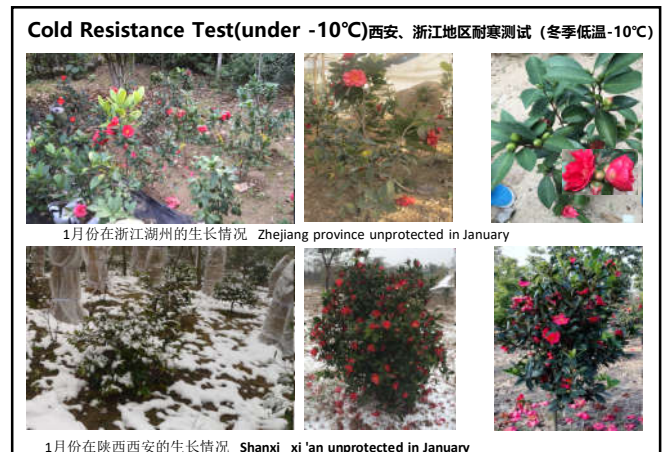 Cold Resistance Test(under -10℃)西安、浙江地区耐寒测试（冬季低温-10℃）
1月份在浙江湖州的生长情况 Zhejiang province unprotected in January
1月份在陕西西安的生长情况 Shanxi xi 'an unprotected in January